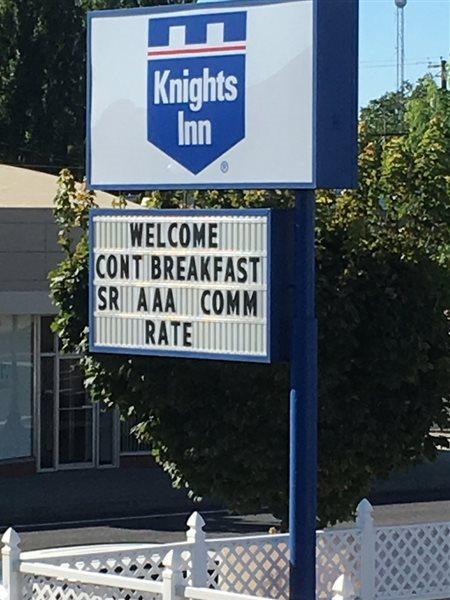 Knights
Inn
®
WELCOME
CONT BREAKFAST
SR AAA COMM
RATE